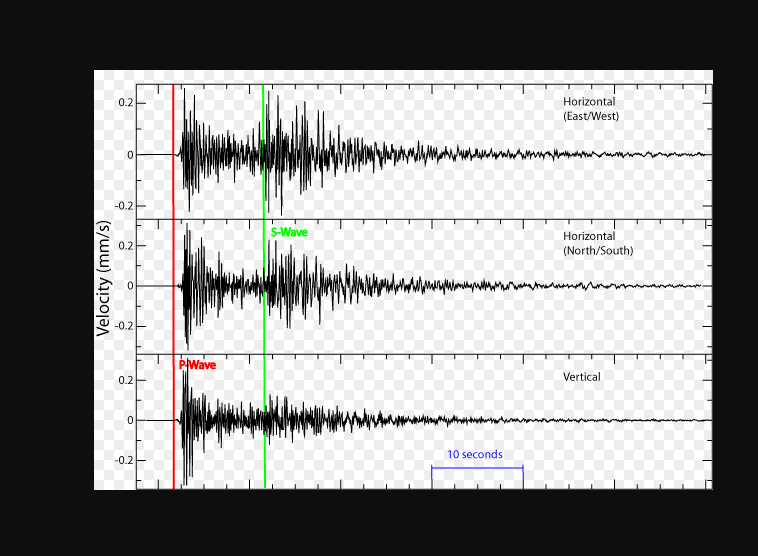 0.2
Horizontal
(East/West)
0
-0.2
Velocity (mm/s)
S-Wave
0.2
Horizontal
(North/South)
0
-0.2
P-Wave
0.2
Vertical
0
10 seconds
-0.2